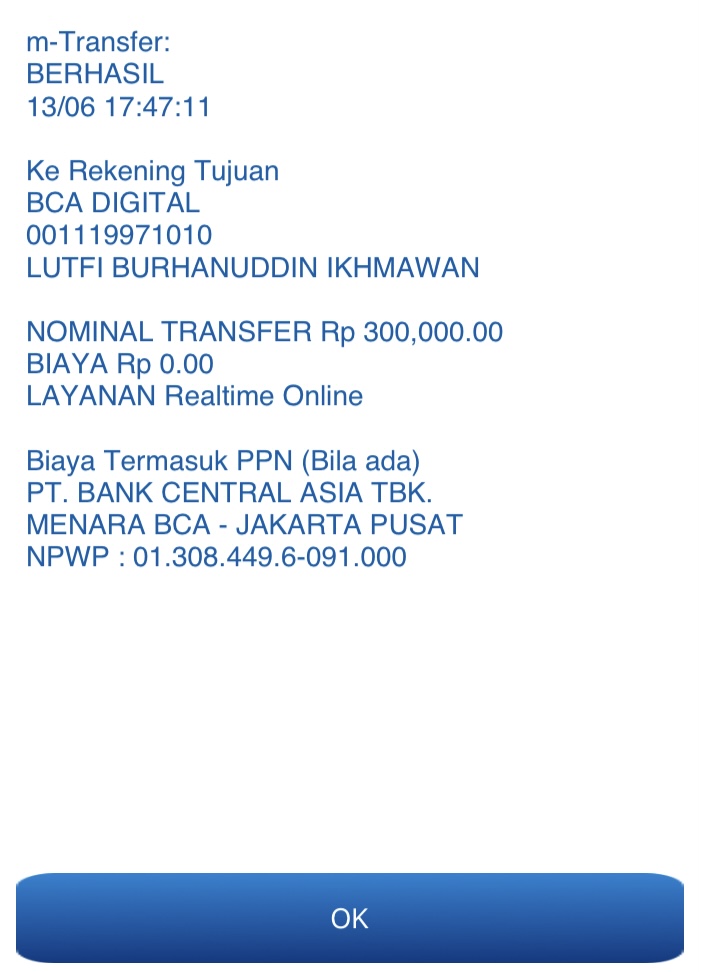 m-Transfer:
BERHASIL
13/06 17:47:11
Ke Rekening Tujuan
BCA DIGITAL
001119971010
LUTFI BURHANUDDIN IKHMAWAN
NOMINAL TRANSFER Rp 300,000.00
BIAYA Rp 0.00
LAYANAN Realtime Online
Biaya Termasuk PPN (Bila ada)
PT. BANK CENTRAL ASIA TBK.
MENARA BCA - JAKARTA PUSAT
NPWP : 01.308.449.6-091.000
OK